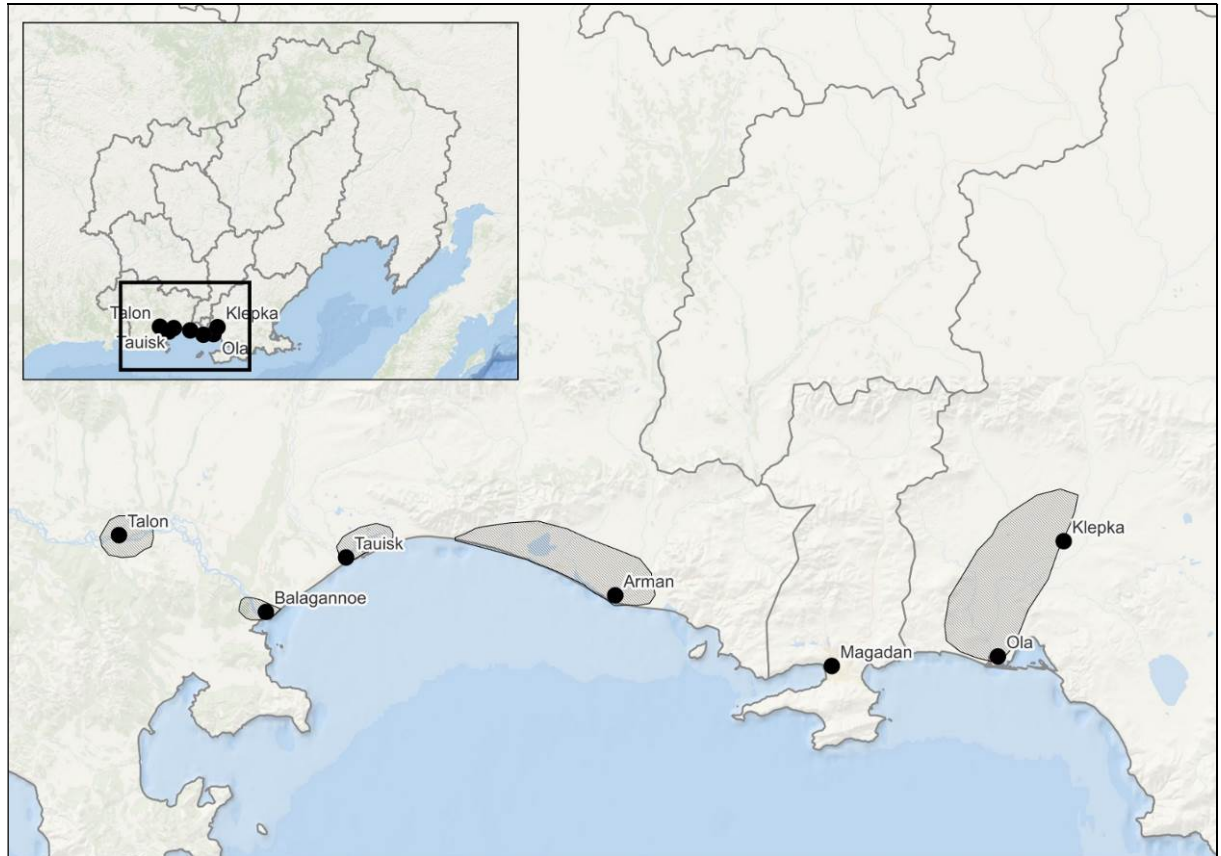 Talon
Klepka
Tauisk
Ola
Talon
Tauisk
Klepka
Balagannoe
Arman
Magadan
Ola